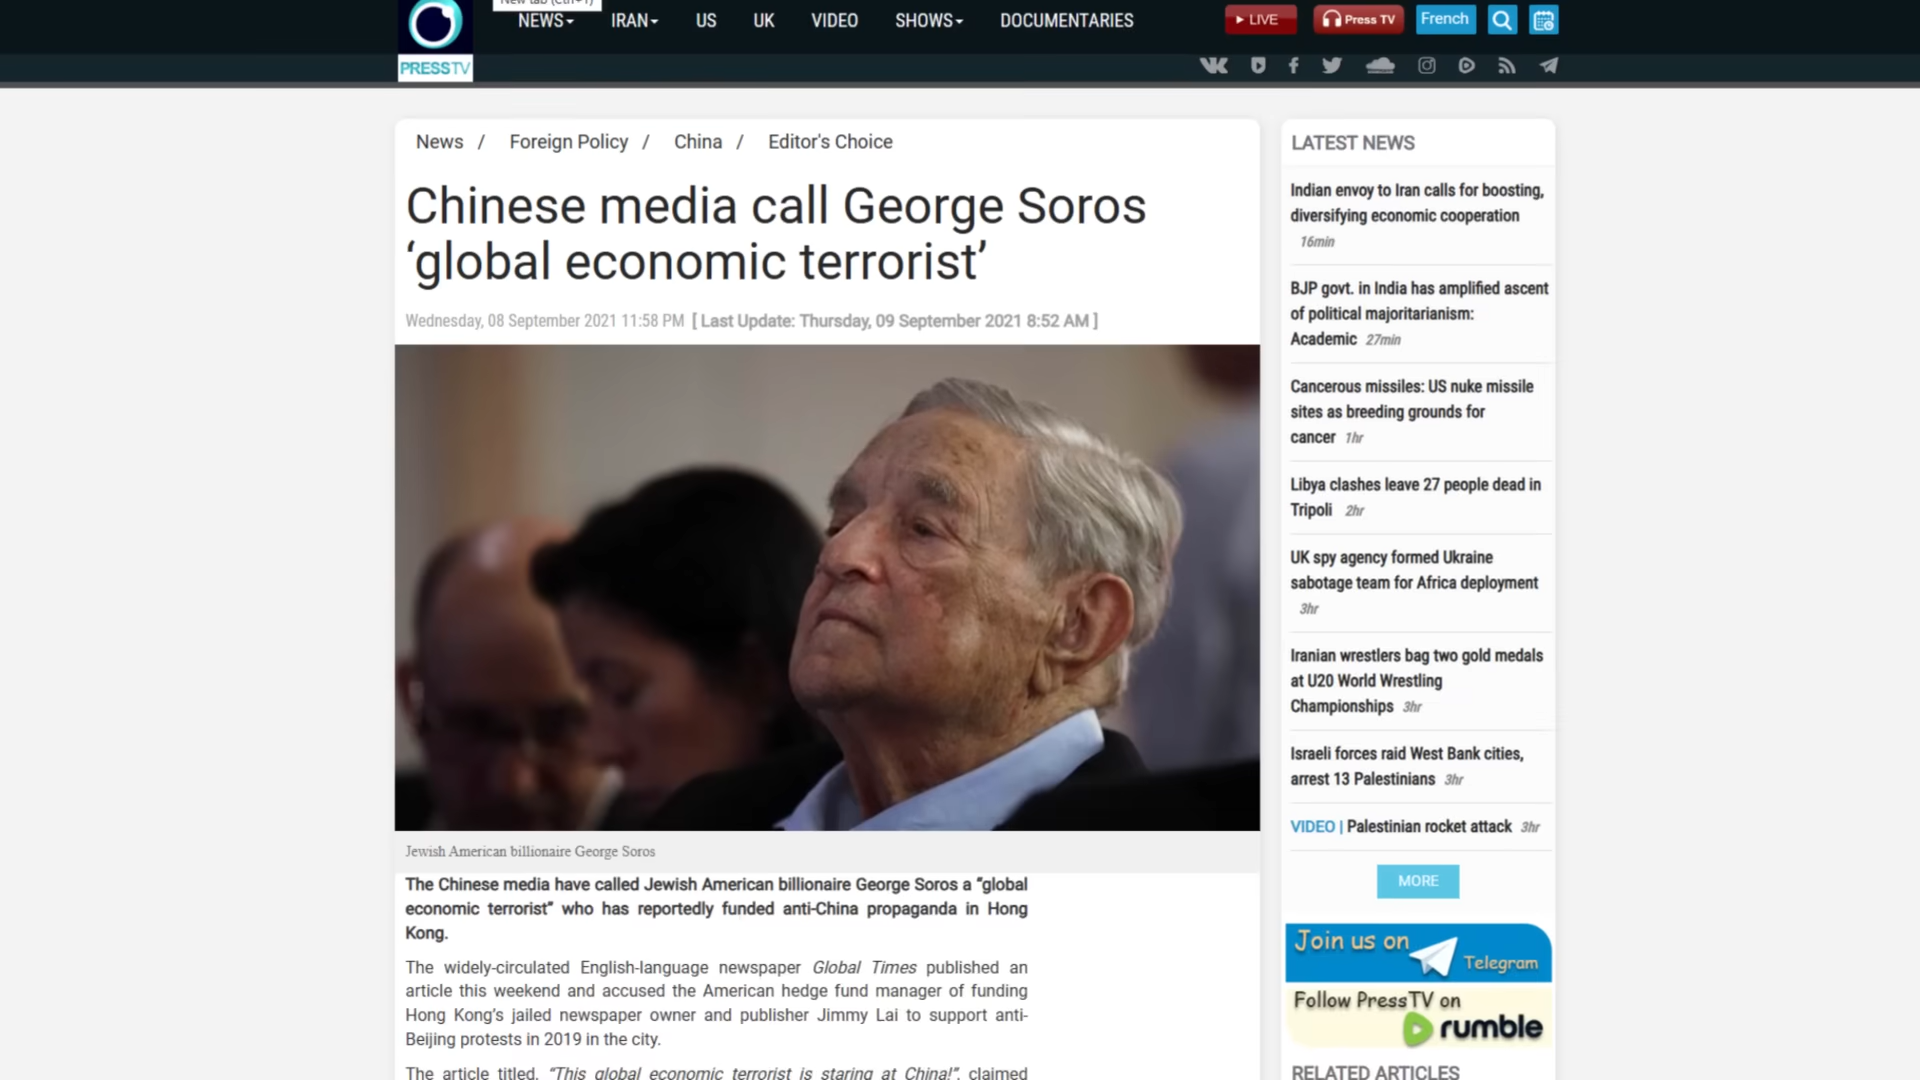 New tab (Ctrl+T)
NEWS IRAN US UK VIDEO SHOWS DOCUMENTARIES
LIVE Press TV French
PRESSTV
News / Foreign Policy / China / Editor's Choice
Chinese media call George Soros
‘global economic terrorist’
Wednesday, 08 September 2021 11:58 PM [ Last Update: Thursday, 09 September 2021 8:52 AM ]
Jewish American billionaire George Soros
The Chinese media have called Jewish American billionaire George Soros a “global
economic terrorist” who has reportedly funded anti-China propaganda in Hong
Kong.
The widely-circulated English-language newspaper Global Times published an
article this weekend and accused the American hedge fund manager of funding
Hong Kong’s jailed newspaper owner and publisher Jimmy Lai to support anti-
Beijing protests in 2019 in the city.
The article titled, “This global economic terrorist is staring at China!”, claimed
LATEST NEWS
Indian envoy to Iran calls for boosting,
diversifying economic cooperation
16min
BJP govt. in India has amplified ascent
of political majoritarianism:
Academic 27min
Cancerous missiles: US nuke missile
sites as breeding grounds for
cancer 1hr
Libya clashes leave 27 people dead in
Tripoli 2hr
UK spy agency formed Ukraine
sabotage team for Africa deployment
3hr
Iranian wrestlers bag two gold medals
at U20 World Wrestling
Championships 3hr
Israeli forces raid West Bank cities,
arrest 13 Palestinians 3hr
VIDEO | Palestinian rocket attack 3hr
MORE
Join us on
Telegram
Follow PressTV on
rumble
RELATED ARTICLES